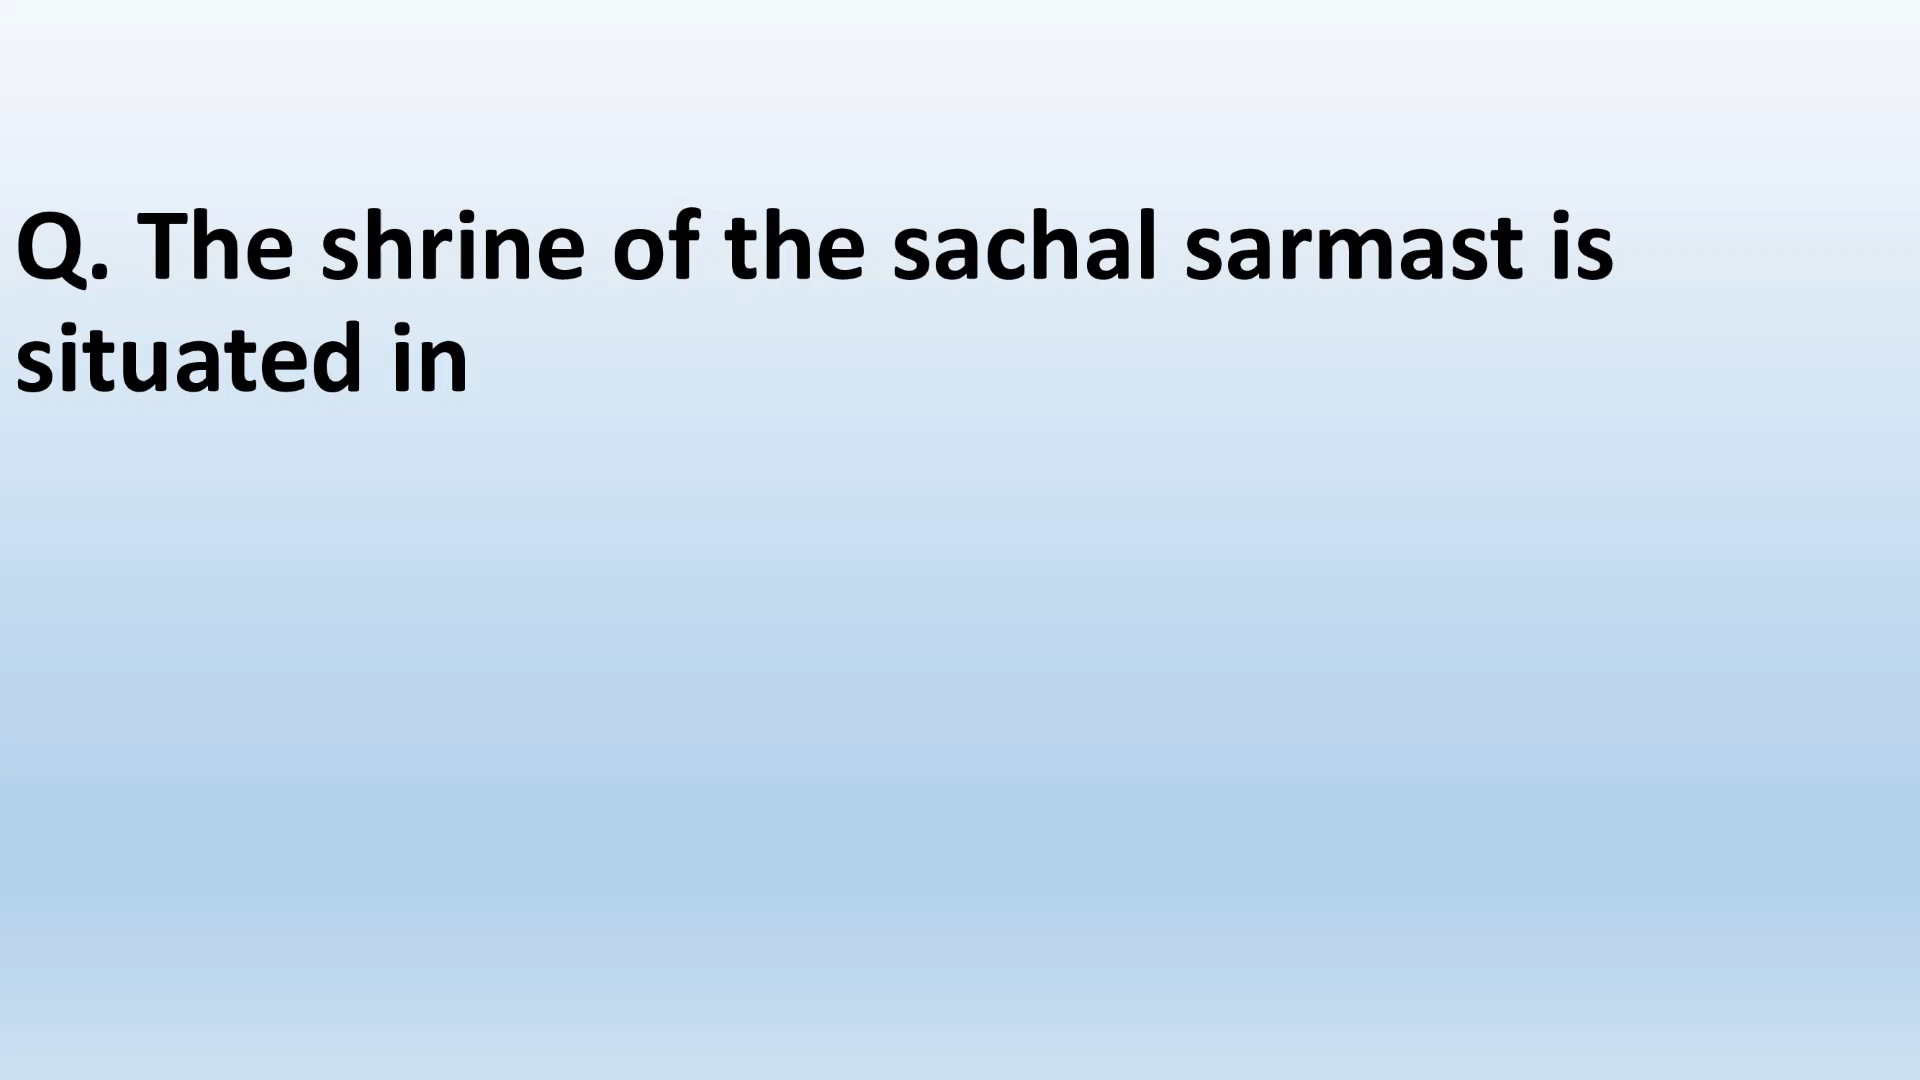 Q. The shrine of the sachal sarmast is
situated in